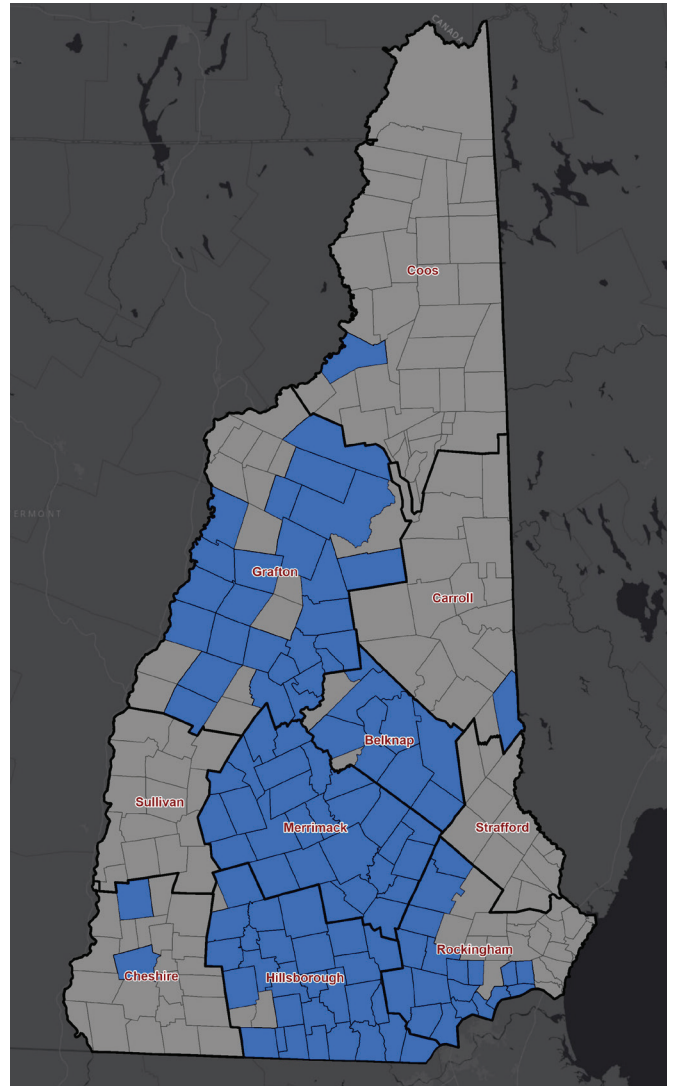 CANADA
Coos
ERMONT
Grafton
Carroll
Belknap
Sullivan
Merrimack
Strafford
Rockingham
Cheshire
Hillsborough